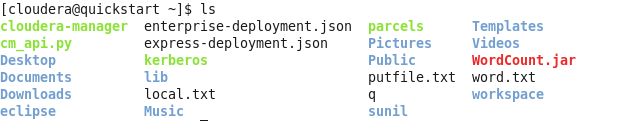 [cloudera@quickstart ~]$ ls
cloudera-manager  enterprise-deployment.json  parcels      Templates
cm_api.py         express-deployment.json     Pictures     Videos
Desktop           kerberos                    Public       WordCount.jar
Documents         lib                         putfile.txt  word.txt
Downloads         local.txt                   q            workspace
eclipse           Music                       sunil